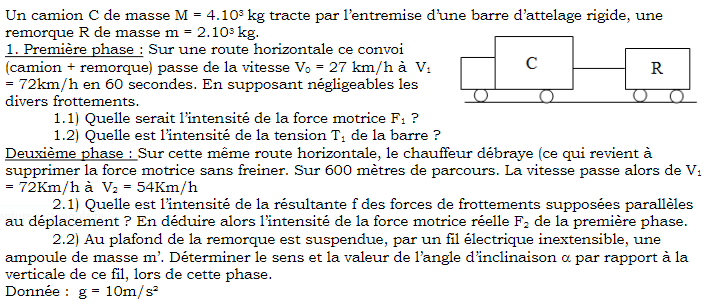 Un camion C de masse M = 4.10³ kg tracte par l’entremise d’une barre d’attelage rigide, une
remorque R de masse m = 2.10³ kg.
1. Première phase : Sur une route horizontale ce convoi
(camion + remorque) passe de la vitesse V₀ = 27 km/h à V₁
= 72km/h en 60 secondes. En supposant négligeables les
divers frottements.
C
R
1.1) Quelle serait l’intensité de la force motrice F₁ ?
1.2) Quelle est l’intensité de la tension T₁ de la barre ?
Deuxième phase : Sur cette même route horizontale, le chauffeur débraye (ce qui revient à
supprimer la force motrice sans freiner. Sur 600 mètres de parcours. La vitesse passe alors de V₁
= 72Km/h à V₂ = 54Km/h
2.1) Quelle est l’intensité de la résultante f des forces de frottements supposées parallèles
au déplacement ? En déduire alors l’intensité de la force motrice réelle F₂ de la première phase.
2.2) Au plafond de la remorque est suspendue, par un fil électrique inextensible, une
ampoule de masse m’. Déterminer le sens et la valeur de l’angle d’inclinaison α par rapport à la
verticale de ce fil, lors de cette phase.
Donnée : g = 10m/s²